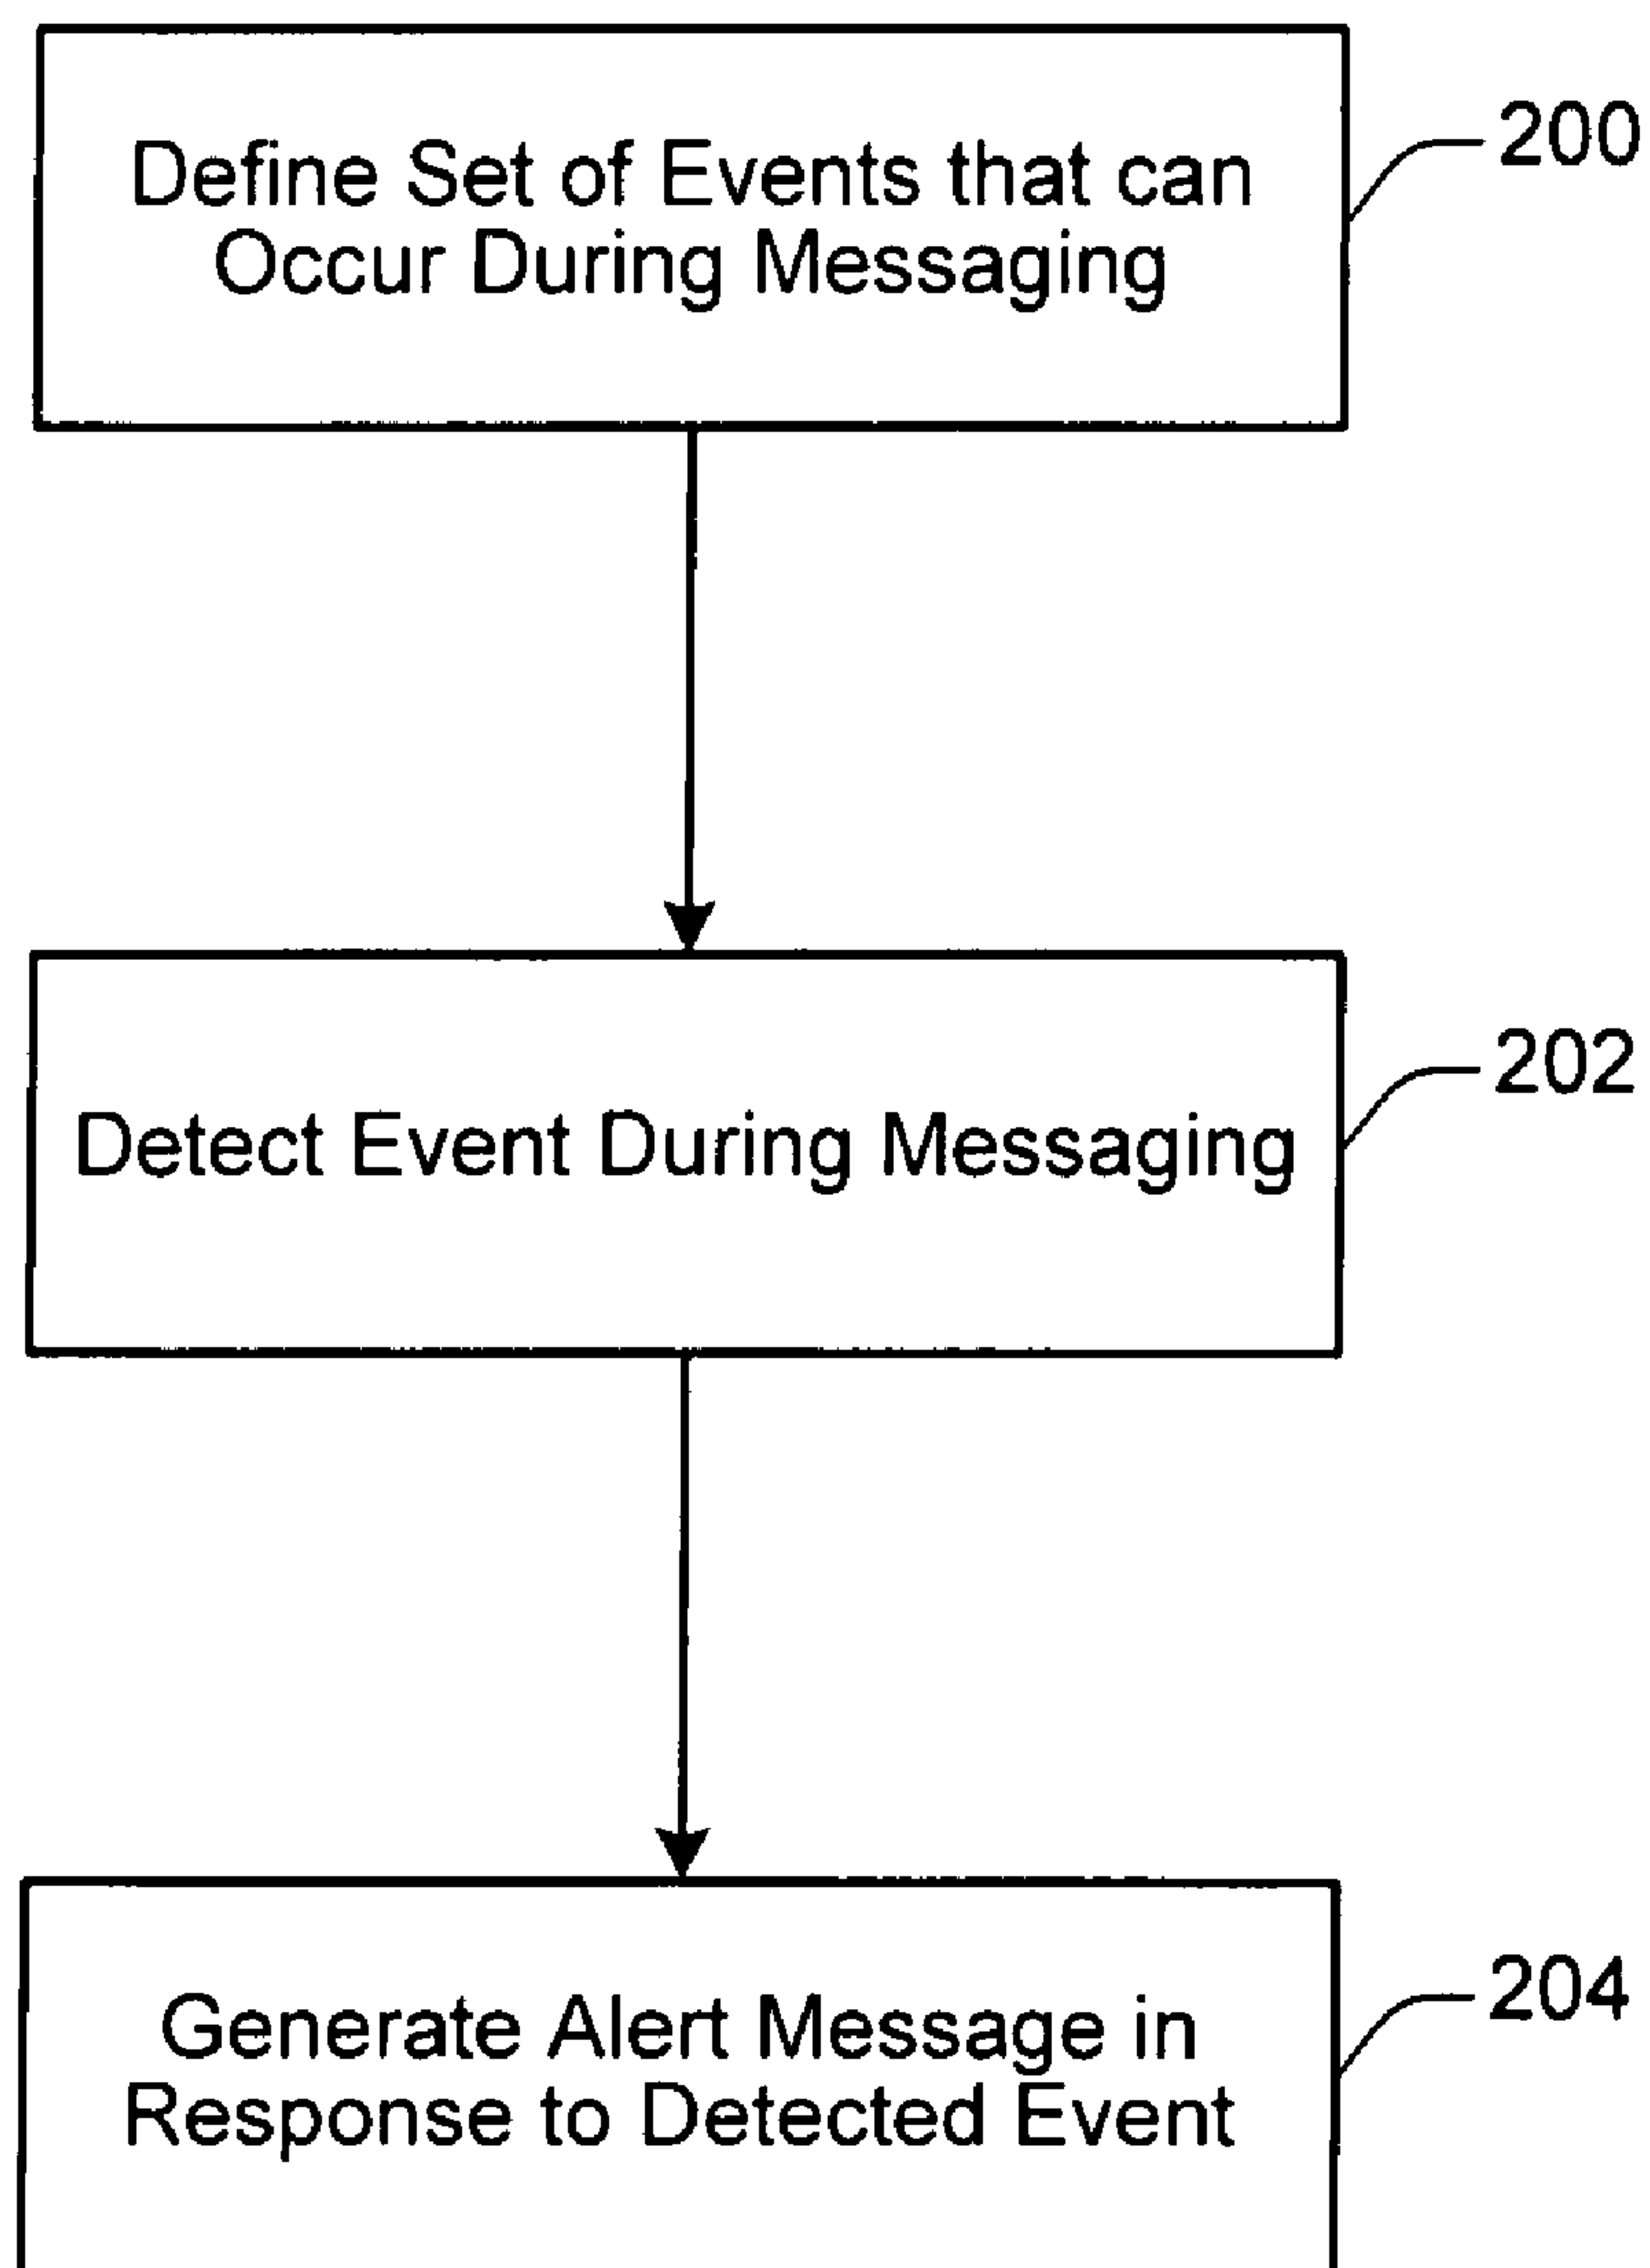 Define Set of Events that can
Occur During Messaging
200
Detect Event During Messaging
202
Generate Alert Message in
Response to Detected Event
204